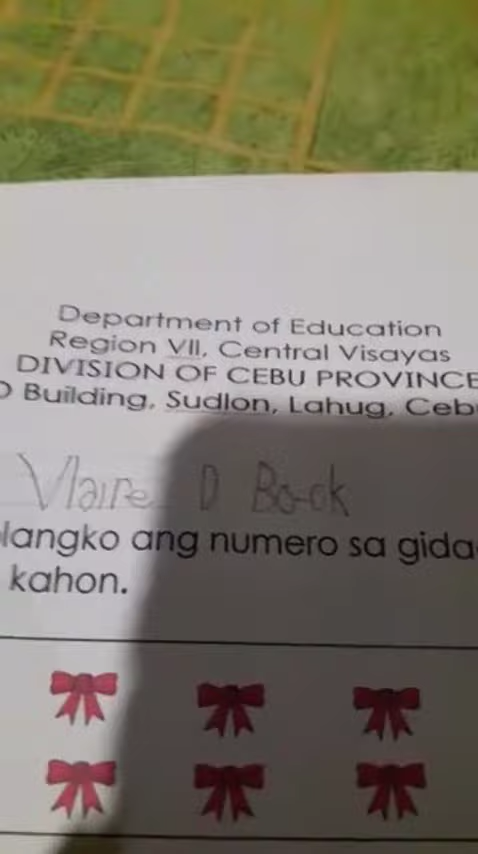 Department of Education
Region VII, Central Visayas
DIVISION OF CEBU PROVINCE
Building, Sudlon, Lahug, Ceb
Vlaire D Bo-ok
langko ang numero sa gida
kahon.